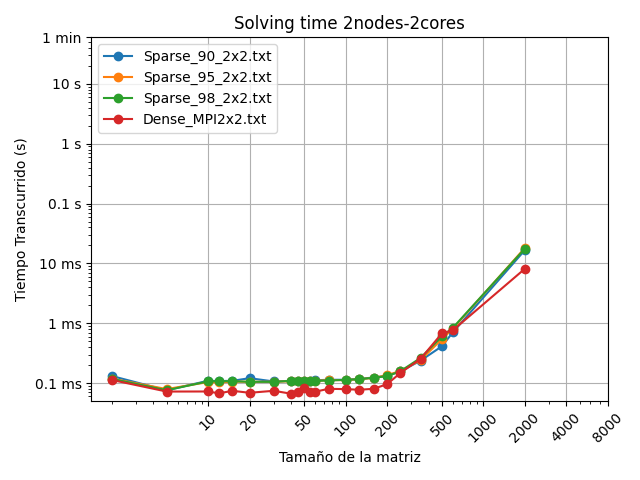 Solving time 2nodes-2cores
1 min
10 s
1 s
0.1 s
10 ms
1 ms
0.1 ms
Tiempo Transcurrido (s)
Sparse_90_2x2.txt
Sparse_95_2x2.txt
Sparse_98_2x2.txt
Dense_MPI2x2.txt
10
20
50
100
200
500
1000
2000
4000
8000
Tamaño de la matriz